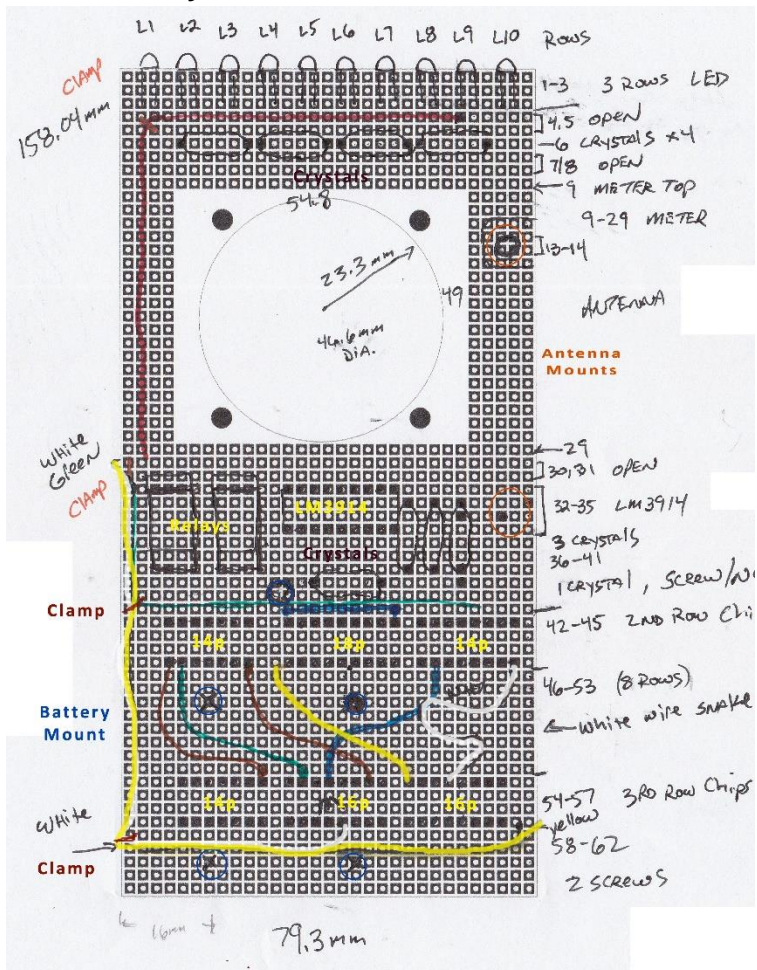 L1 L2 L3 L4 L5 L6 L7 L8 L9 L10 ROWS
Clamp
1-3 3 ROWS LED
158.04mm
4,5 OPEN
6 CRYSTALS x4
7/8 OPEN
Crystals
54.8
9 METER TOP
9-29 METER
13-14
23.3 mm
49
ANTENNA
46.6mm
DIA.
Antenna
Mounts
29
White
Green
30,31 OPEN
Clamp
LM3914
32-35 LM3914
Relays
3 CRYSTALS
36-41
Crystals
1 CRYSTAL, SCREW/
Clamp
42-45 2ND ROW Chi
14p 18p 14p
46-53 (8 ROWS)
Battery
Mount
White wire SNAKE
54-57 3RD ROW Chips
14p 16p 16p
White
yellow
58-62
Clamp
2 SCREWS
16mm
79.3mm